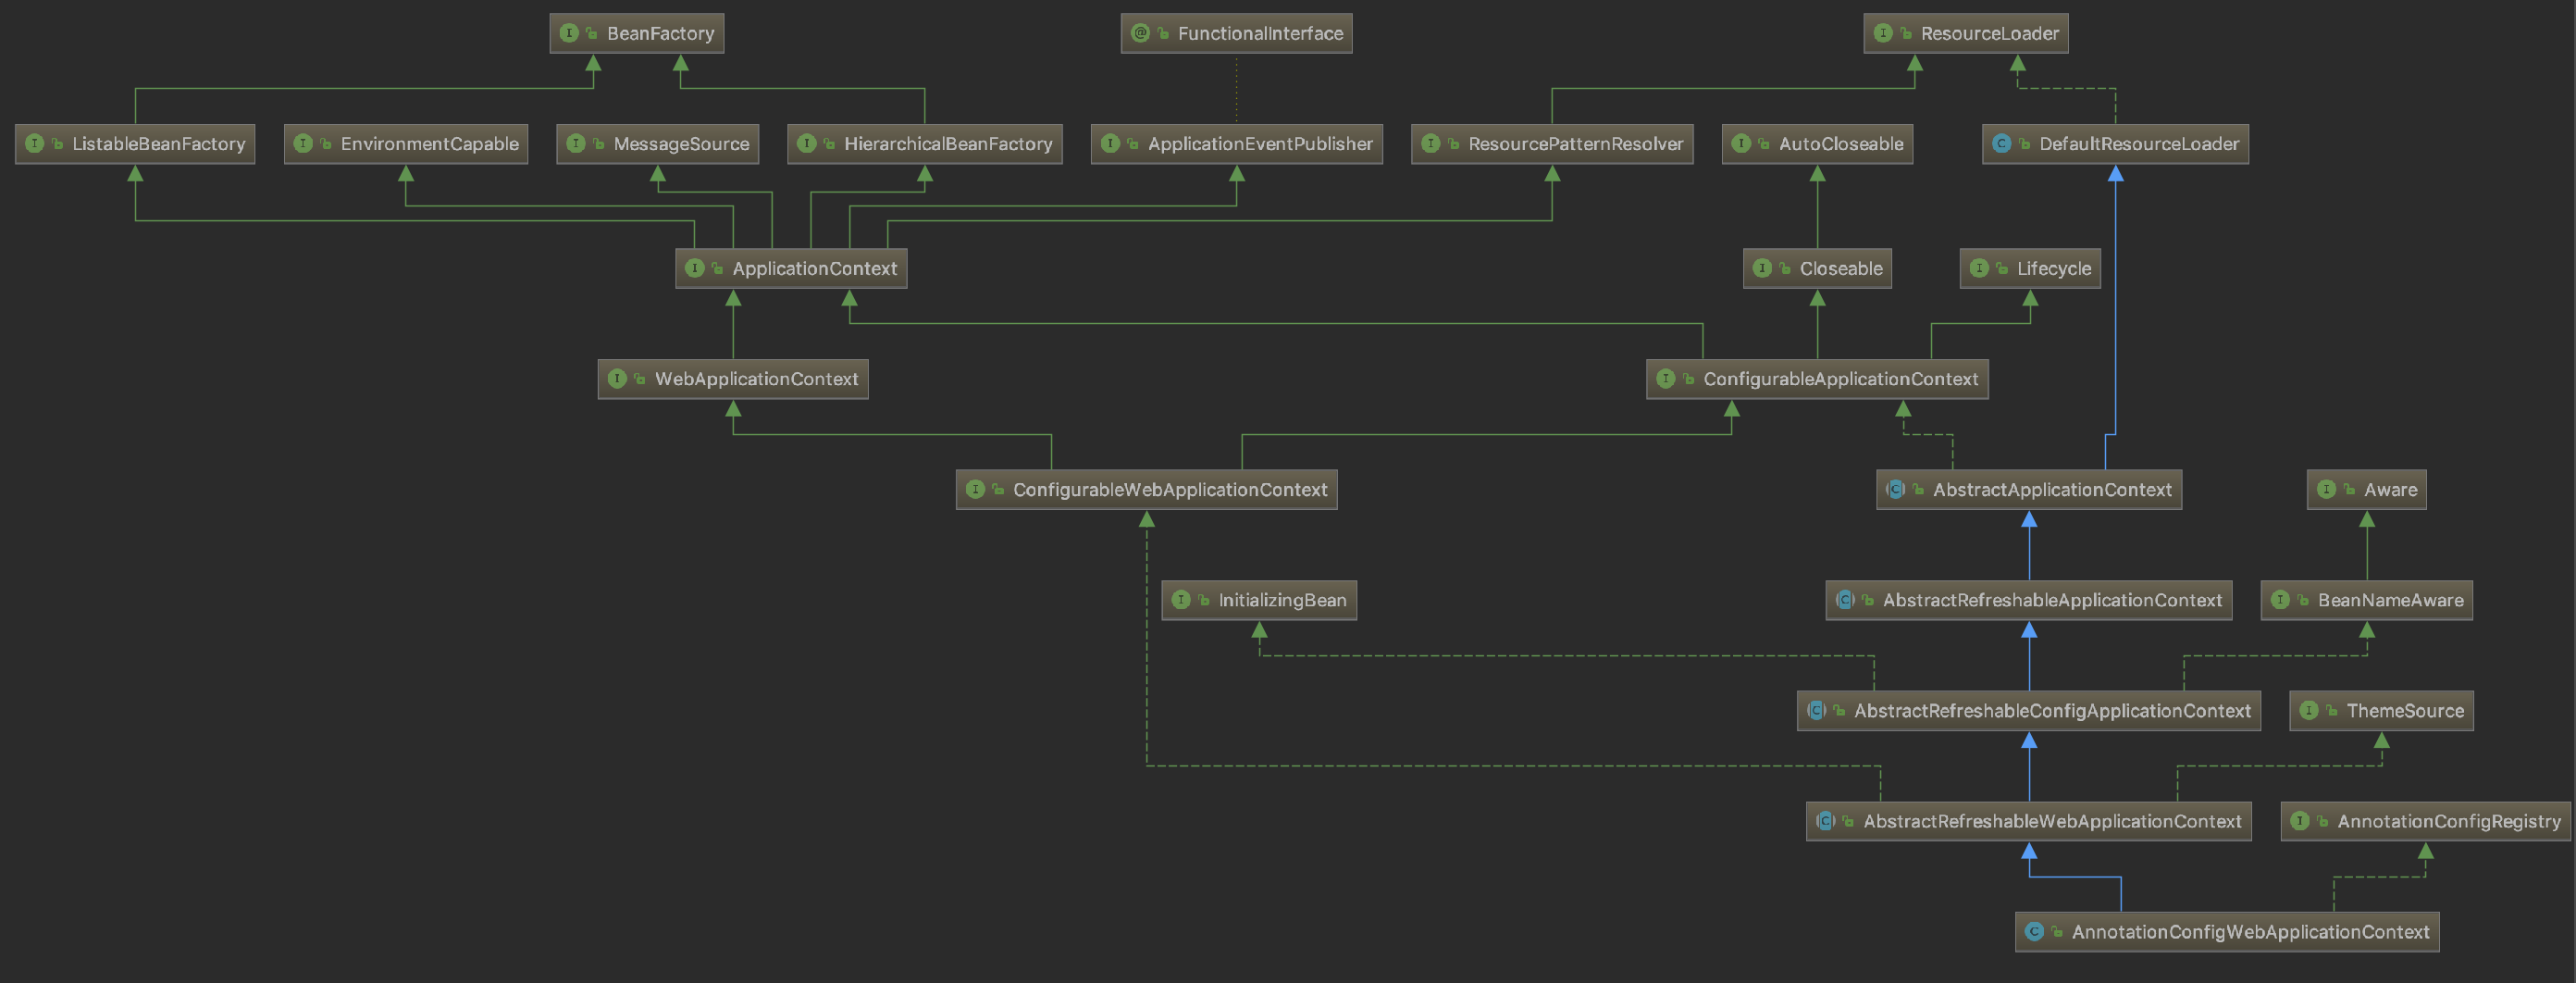 BeanFactory
FunctionalInterface
ResourceLoader
ListableBeanFactory
EnvironmentCapable
MessageSource
HierarchicalBeanFactory
ApplicationEventPublisher
ResourcePatternResolver
AutoCloseable
DefaultResourceLoader
ApplicationContext
Closeable
Lifecycle
WebApplicationContext
ConfigurableApplicationContext
ConfigurableWebApplicationContext
AbstractApplicationContext
Aware
InitializingBean
AbstractRefreshableApplicationContext
BeanNameAware
AbstractRefreshableConfigApplicationContext
ThemeSource
AbstractRefreshableWebApplicationContext
AnnotationConfigRegistry
AnnotationConfigWebApplicationContext